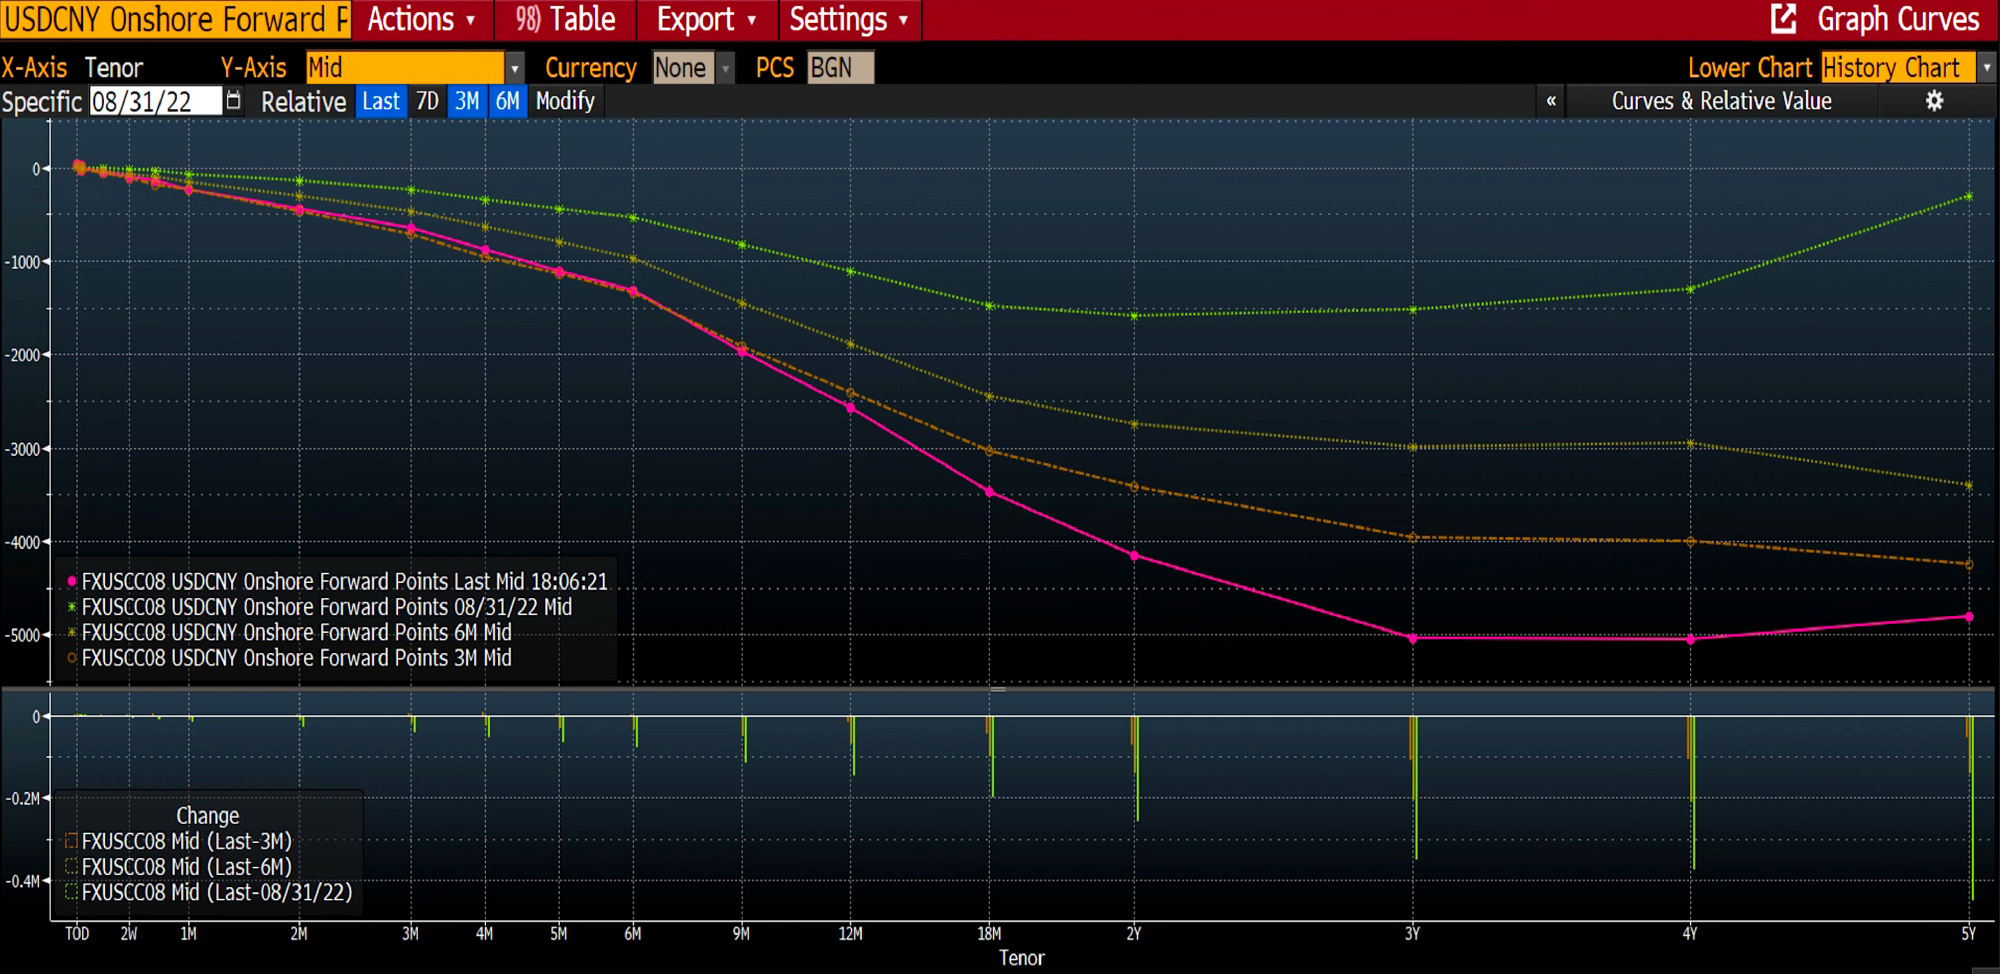 USDCNY Onshore Forward P Actions 98) Table Export Settings Graph Curves
X-Axis Tenor Y-Axis Mid Currency None PCS BGN Lower Chart History Chart
Specific 08/31/22 Relative Last 7D 3M 6M Modify « Curves & Relative Value
0
-1000
-2000
-3000
-4000
-5000
FXUSCC08 USDCNY Onshore Forward Points Last Mid 18:06:21
FXUSCC08 USDCNY Onshore Forward Points 08/31/22 Mid
FXUSCC08 USDCNY Onshore Forward Points 6M Mid
FXUSCC08 USDCNY Onshore Forward Points 3M Mid
0
-0.2M
-0.4M
Change
FXUSCC08 Mid (Last-3M)
FXUSCC08 Mid (Last-6M)
FXUSCC08 Mid (Last-08/31/22)
TOD 2W 1M 2M 3M 4M 5M 6M 9M 12M 18M 2Y 3Y 4Y 5Y
Tenor